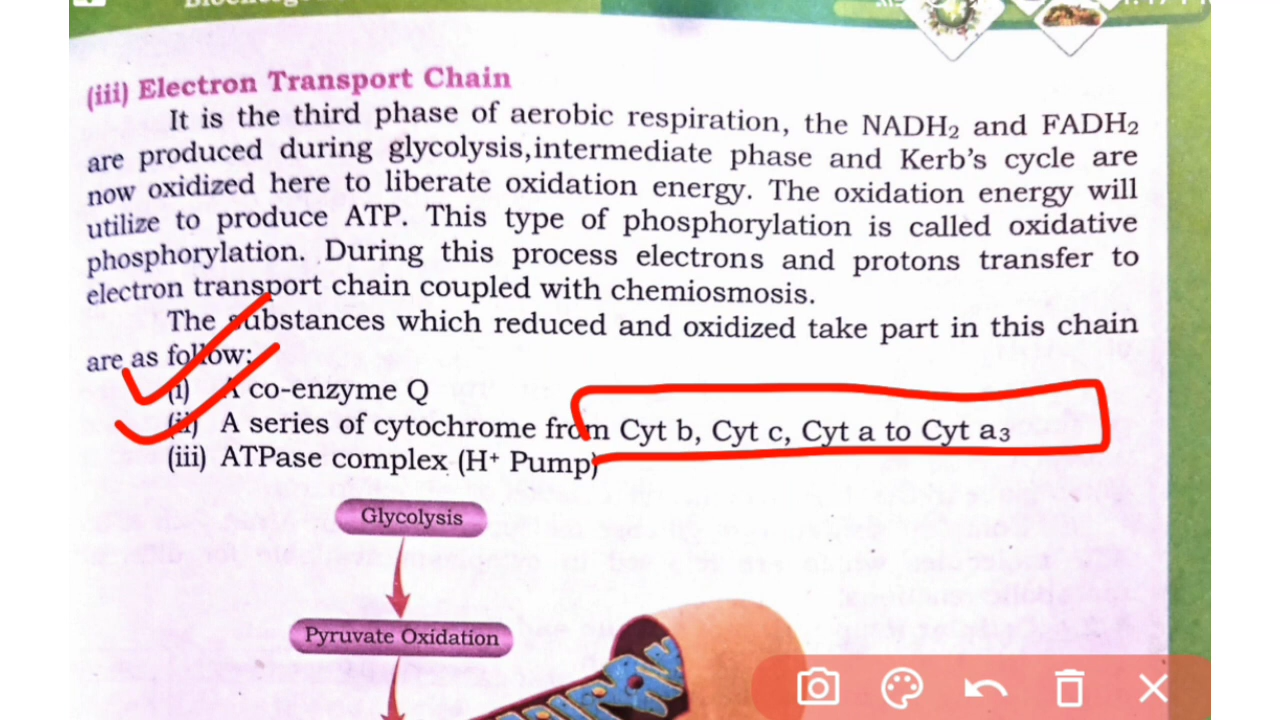 (iii) Electron Transport Chain
It is the third phase of aerobic respiration, the NADH₂ and FADH₂
are produced during glycolysis,intermediate phase and Kerb's cycle are
now oxidized here to liberate oxidation energy. The oxidation energy will
utilize to produce ATP. This type of phosphorylation is called oxidative
phosphorylation. During this process electrons and protons transfer to
electron transport chain coupled with chemiosmosis.
The substances which reduced and oxidized take part in this chain
are as follow:
(i) A co-enzyme Q
(ii) A series of cytochrome from Cyt b, Cyt c, Cyt a to Cyt a₃
(iii) ATPase complex (H⁺ Pump)
Glycolysis
Pyruvate Oxidation